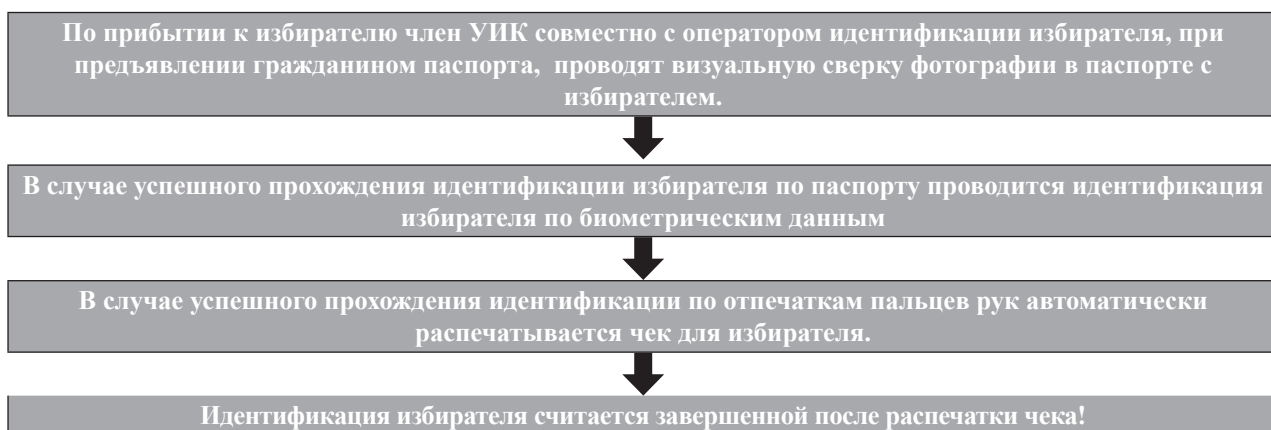 По прибытии к избирателю член УИК совместно с оператором идентификации избирателя, при
предъявлении гражданином паспорта, проводят визуальную сверку фотографии в паспорте с
избирателем.
В случае успешного прохождения идентификации избирателя по паспорту проводится идентификация
избирателя по биометрическим данным
В случае успешного прохождения идентификации по отпечаткам пальцев рук автоматически
распечатывается чек для избирателя.
Идентификация избирателя считается завершенной после распечатки чека!